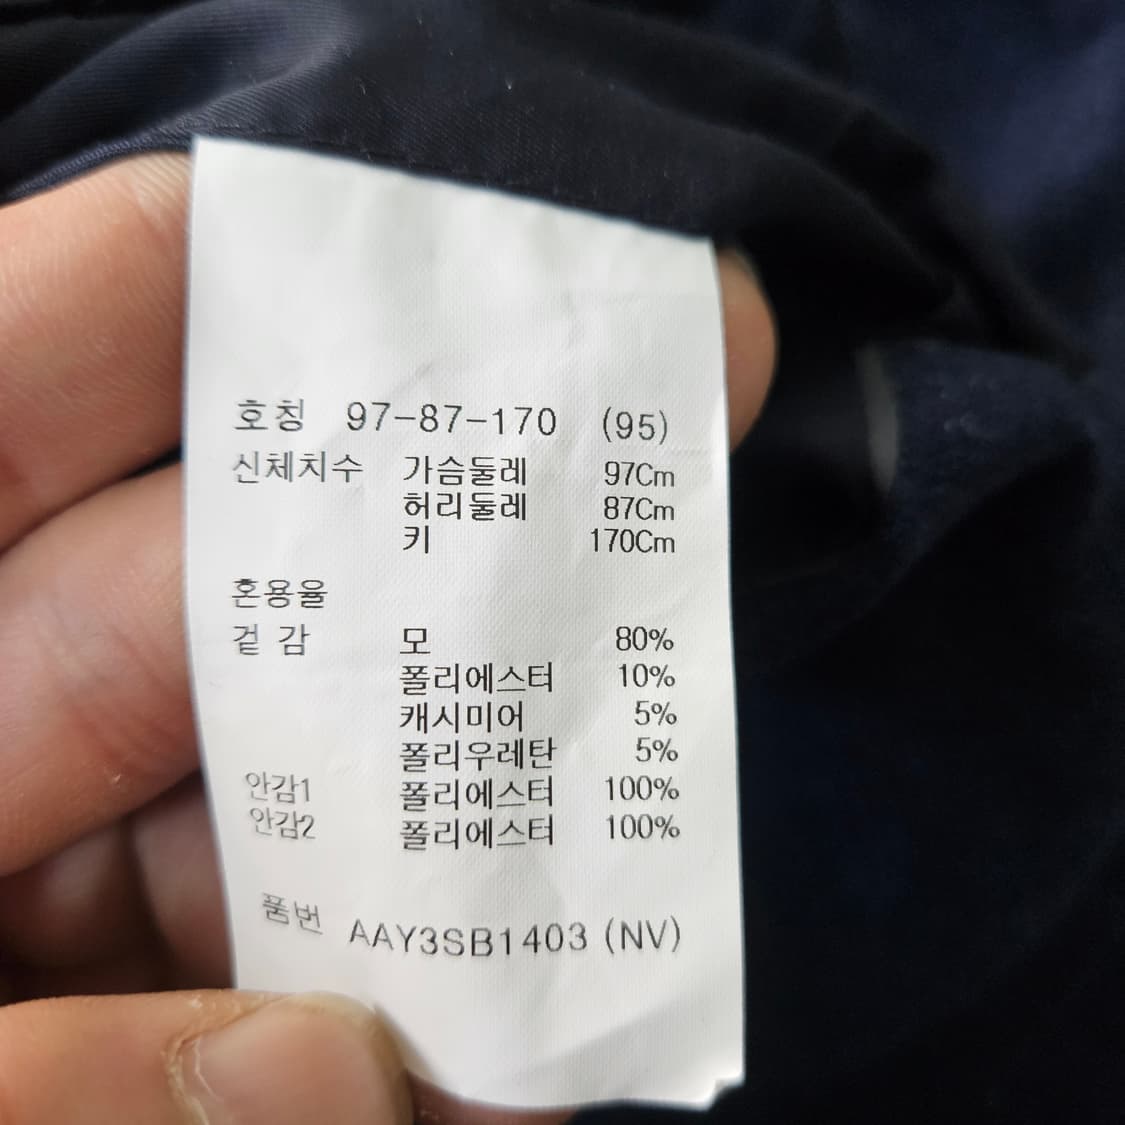 호칭 97-87-170 (95)
신체치수 가슴둘레 97Cm
허리둘레 87Cm
키 170Cm
혼용율
겉 감 모 80%
폴리에스터 10%
캐시미어 5%
폴리우레탄 5%
안감1 폴리에스터 100%
안감2 폴리에스터 100%
품번 AAY3SB1403 (NV)